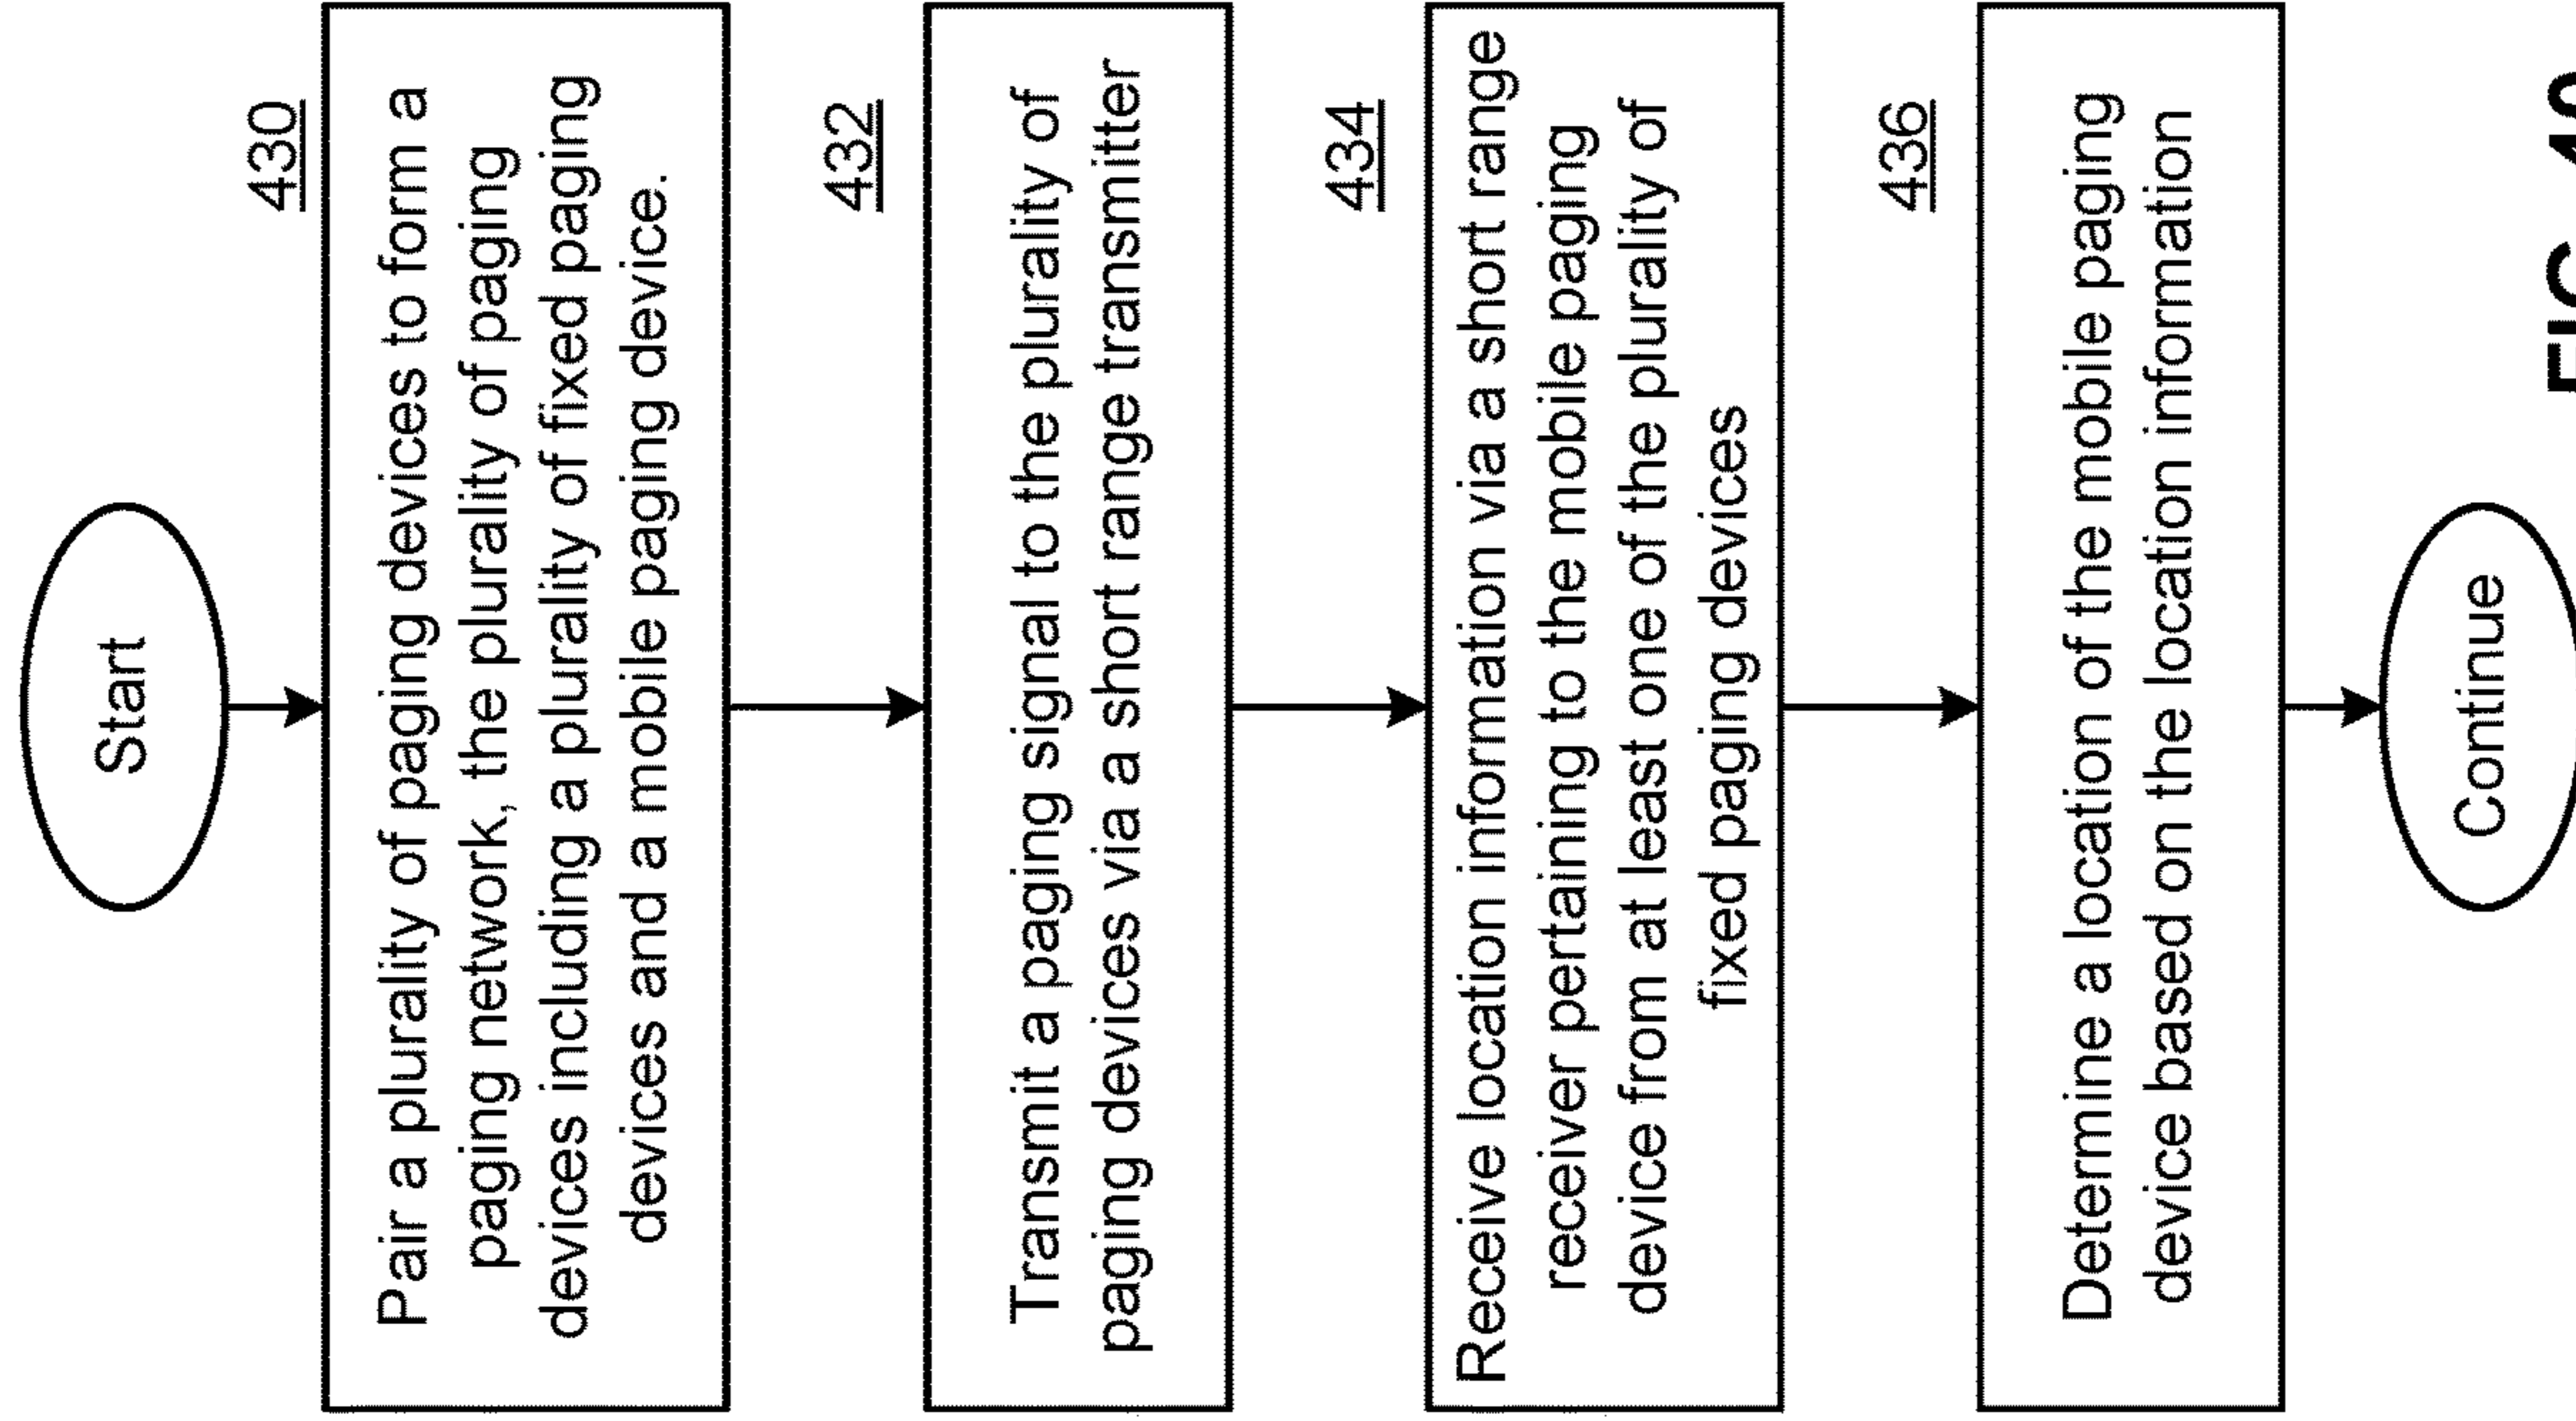 Start
430
Pair a plurality of paging devices to form a
paging network, the plurality of paging
devices including a plurality of fixed paging
devices and a mobile paging device.
432
Transmit a paging signal to the plurality of
paging devices via a short range transmitter
434
Receive location information via a short range
receiver pertaining to the mobile paging
device from at least one of the plurality of
fixed paging devices
436
Determine a location of the mobile paging
device based on the location information
Continue
FIG.